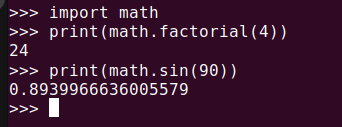 >>> import math
>>> print(math.factorial(4))
24
>>> print(math.sin(90))
0.8939966636005579
>>>